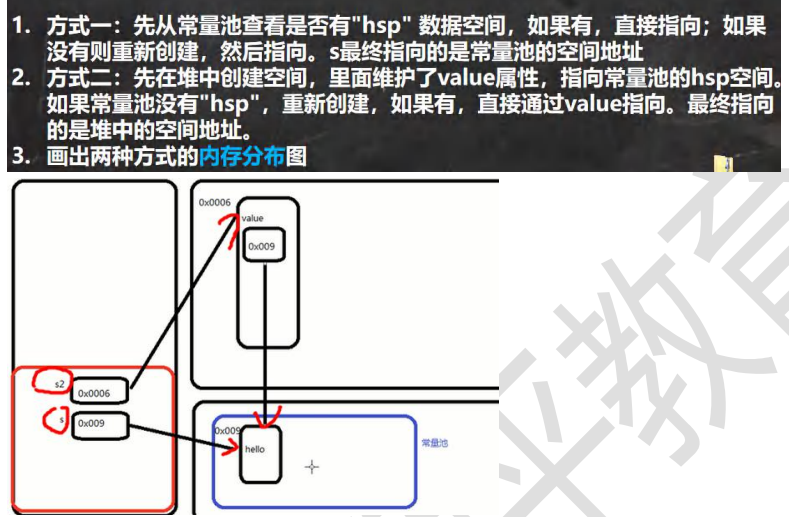 1. 方式一：先从常量池查看是否有"hsp" 数据空间，如果有，直接指向；如果
没有则重新创建，然后指向。s最终指向的是常量池的空间地址
2. 方式二：先在堆中创建空间，里面维护了value属性，指向常量池的hsp空间。
如果常量池没有"hsp"，重新创建，如果有，直接通过value指向。最终指向
的是堆中的空间地址。
3. 画出两种方式的内存分布图
0x0006
value
0x009
s2
0x0006
s
0x009
0x009
hello
常量池
平教育